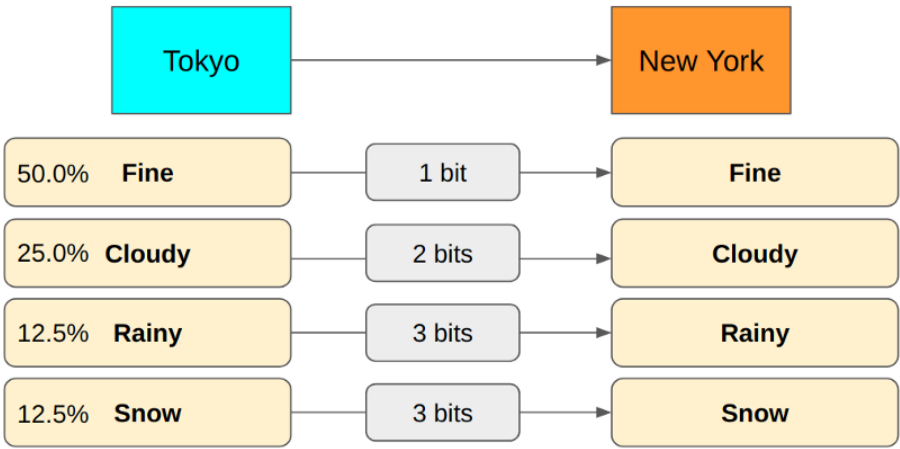 Tokyo
New York
50.0% Fine
1 bit
Fine
25.0% Cloudy
2 bits
Cloudy
12.5% Rainy
3 bits
Rainy
12.5% Snow
3 bits
Snow